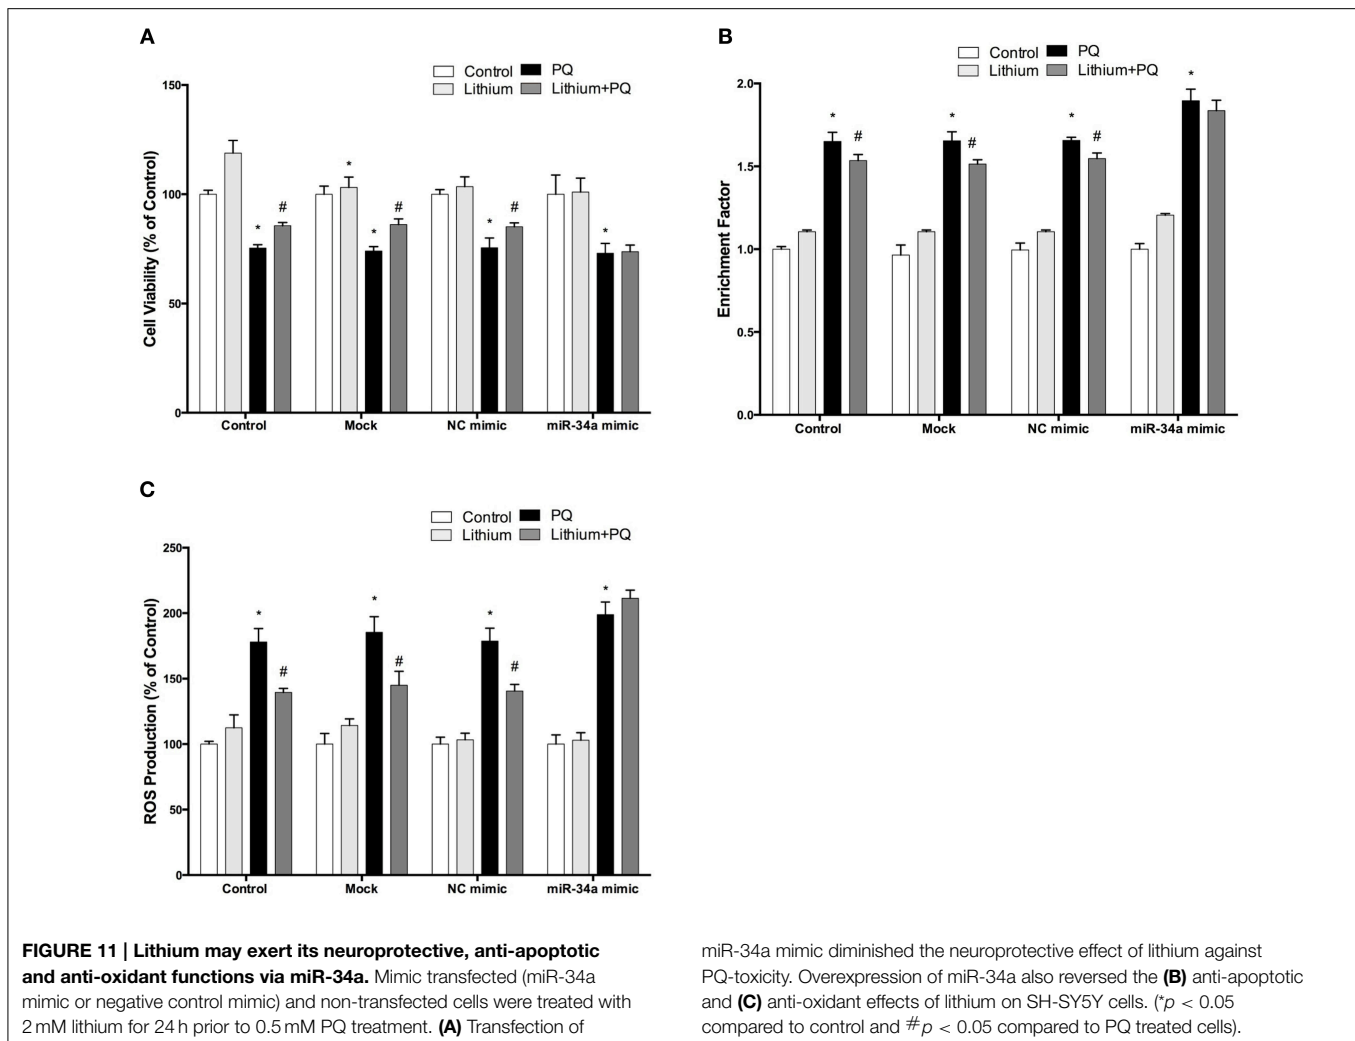 A
Control PQ
Lithium Lithium+PQ
Cell Viability (% of Control)
150
100
50
0
* # * * # * # *
Control Mock NC mimic miR-34a mimic
B
Control PQ
Lithium Lithium+PQ
Enrichment Factor
2.0
1.5
1.0
0.5
0.0
* # * # * # *
Control Mock NC mimic miR-34a mimic
C
Control PQ
Lithium Lithium+PQ
ROS Production (% of Control)
250
200
150
100
50
0
* # * # * # *
Control Mock NC mimic miR-34a mimic
FIGURE 11 | Lithium may exert its neuroprotective, anti-apoptotic
and anti-oxidant functions via miR-34a. Mimic transfected (miR-34a
mimic or negative control mimic) and non-transfected cells were treated with
2 mM lithium for 24 h prior to 0.5 mM PQ treatment. (A) Transfection of
miR-34a mimic diminished the neuroprotective effect of lithium against
PQ-toxicity. Overexpression of miR-34a also reversed the (B) anti-apoptotic
and (C) anti-oxidant effects of lithium on SH-SY5Y cells. (*p < 0.05
compared to control and #p < 0.05 compared to PQ treated cells).